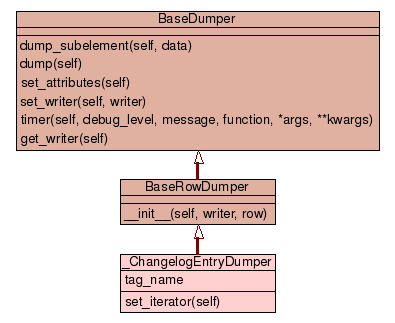 BaseDumper
dump_subelement(self, data)
dump(self)
set_attributes(self)
set_writer(self, writer)
timer(self, debug_level, message, function, *args, **kwargs)
get_writer(self)
BaseRowDumper
__init__(self, writer, row)
_ChangelogEntryDumper
tag_name
set_iterator(self)